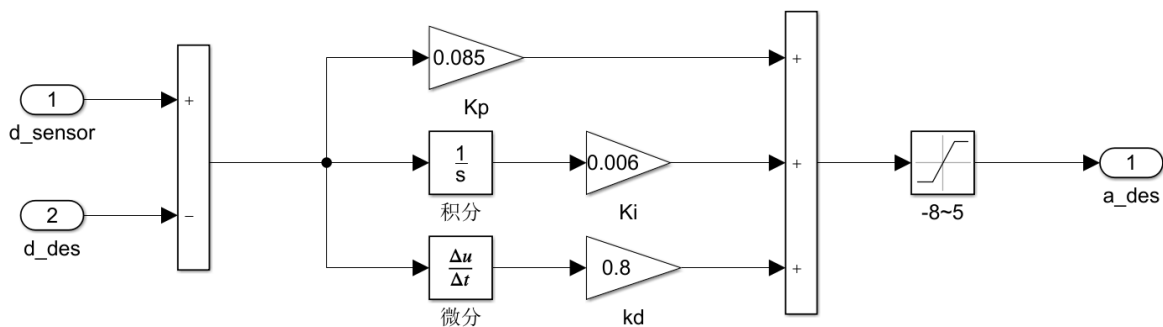 1
d_sensor
+
2
d_des
−
0.085
Kp
1
s
积分
0.006
Ki
Δu
Δt
微分
0.8
kd
+
+
+
-8~5
1
a_des